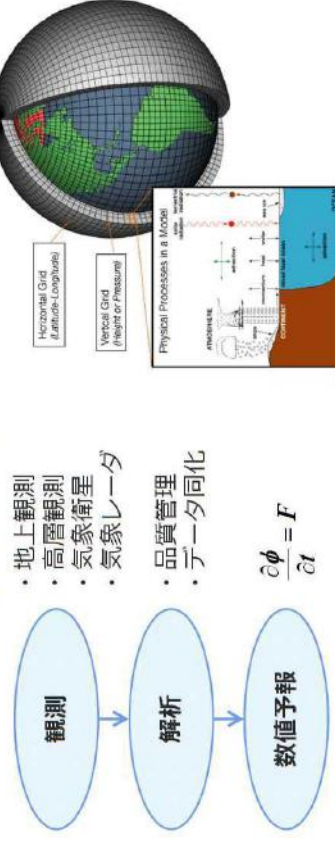 観測
・地上観測
・高層観測
・気象衛星
・気象レーダ
解析
・品質管理
・データ同化
数値予報
∂ϕ/∂t = F
Horizontal Grid
(Latitude-Longitude)
Vertical Grid
(Height or Pressure)
Physical Processes in a Model
ATMOSPHERE
CONTINENT